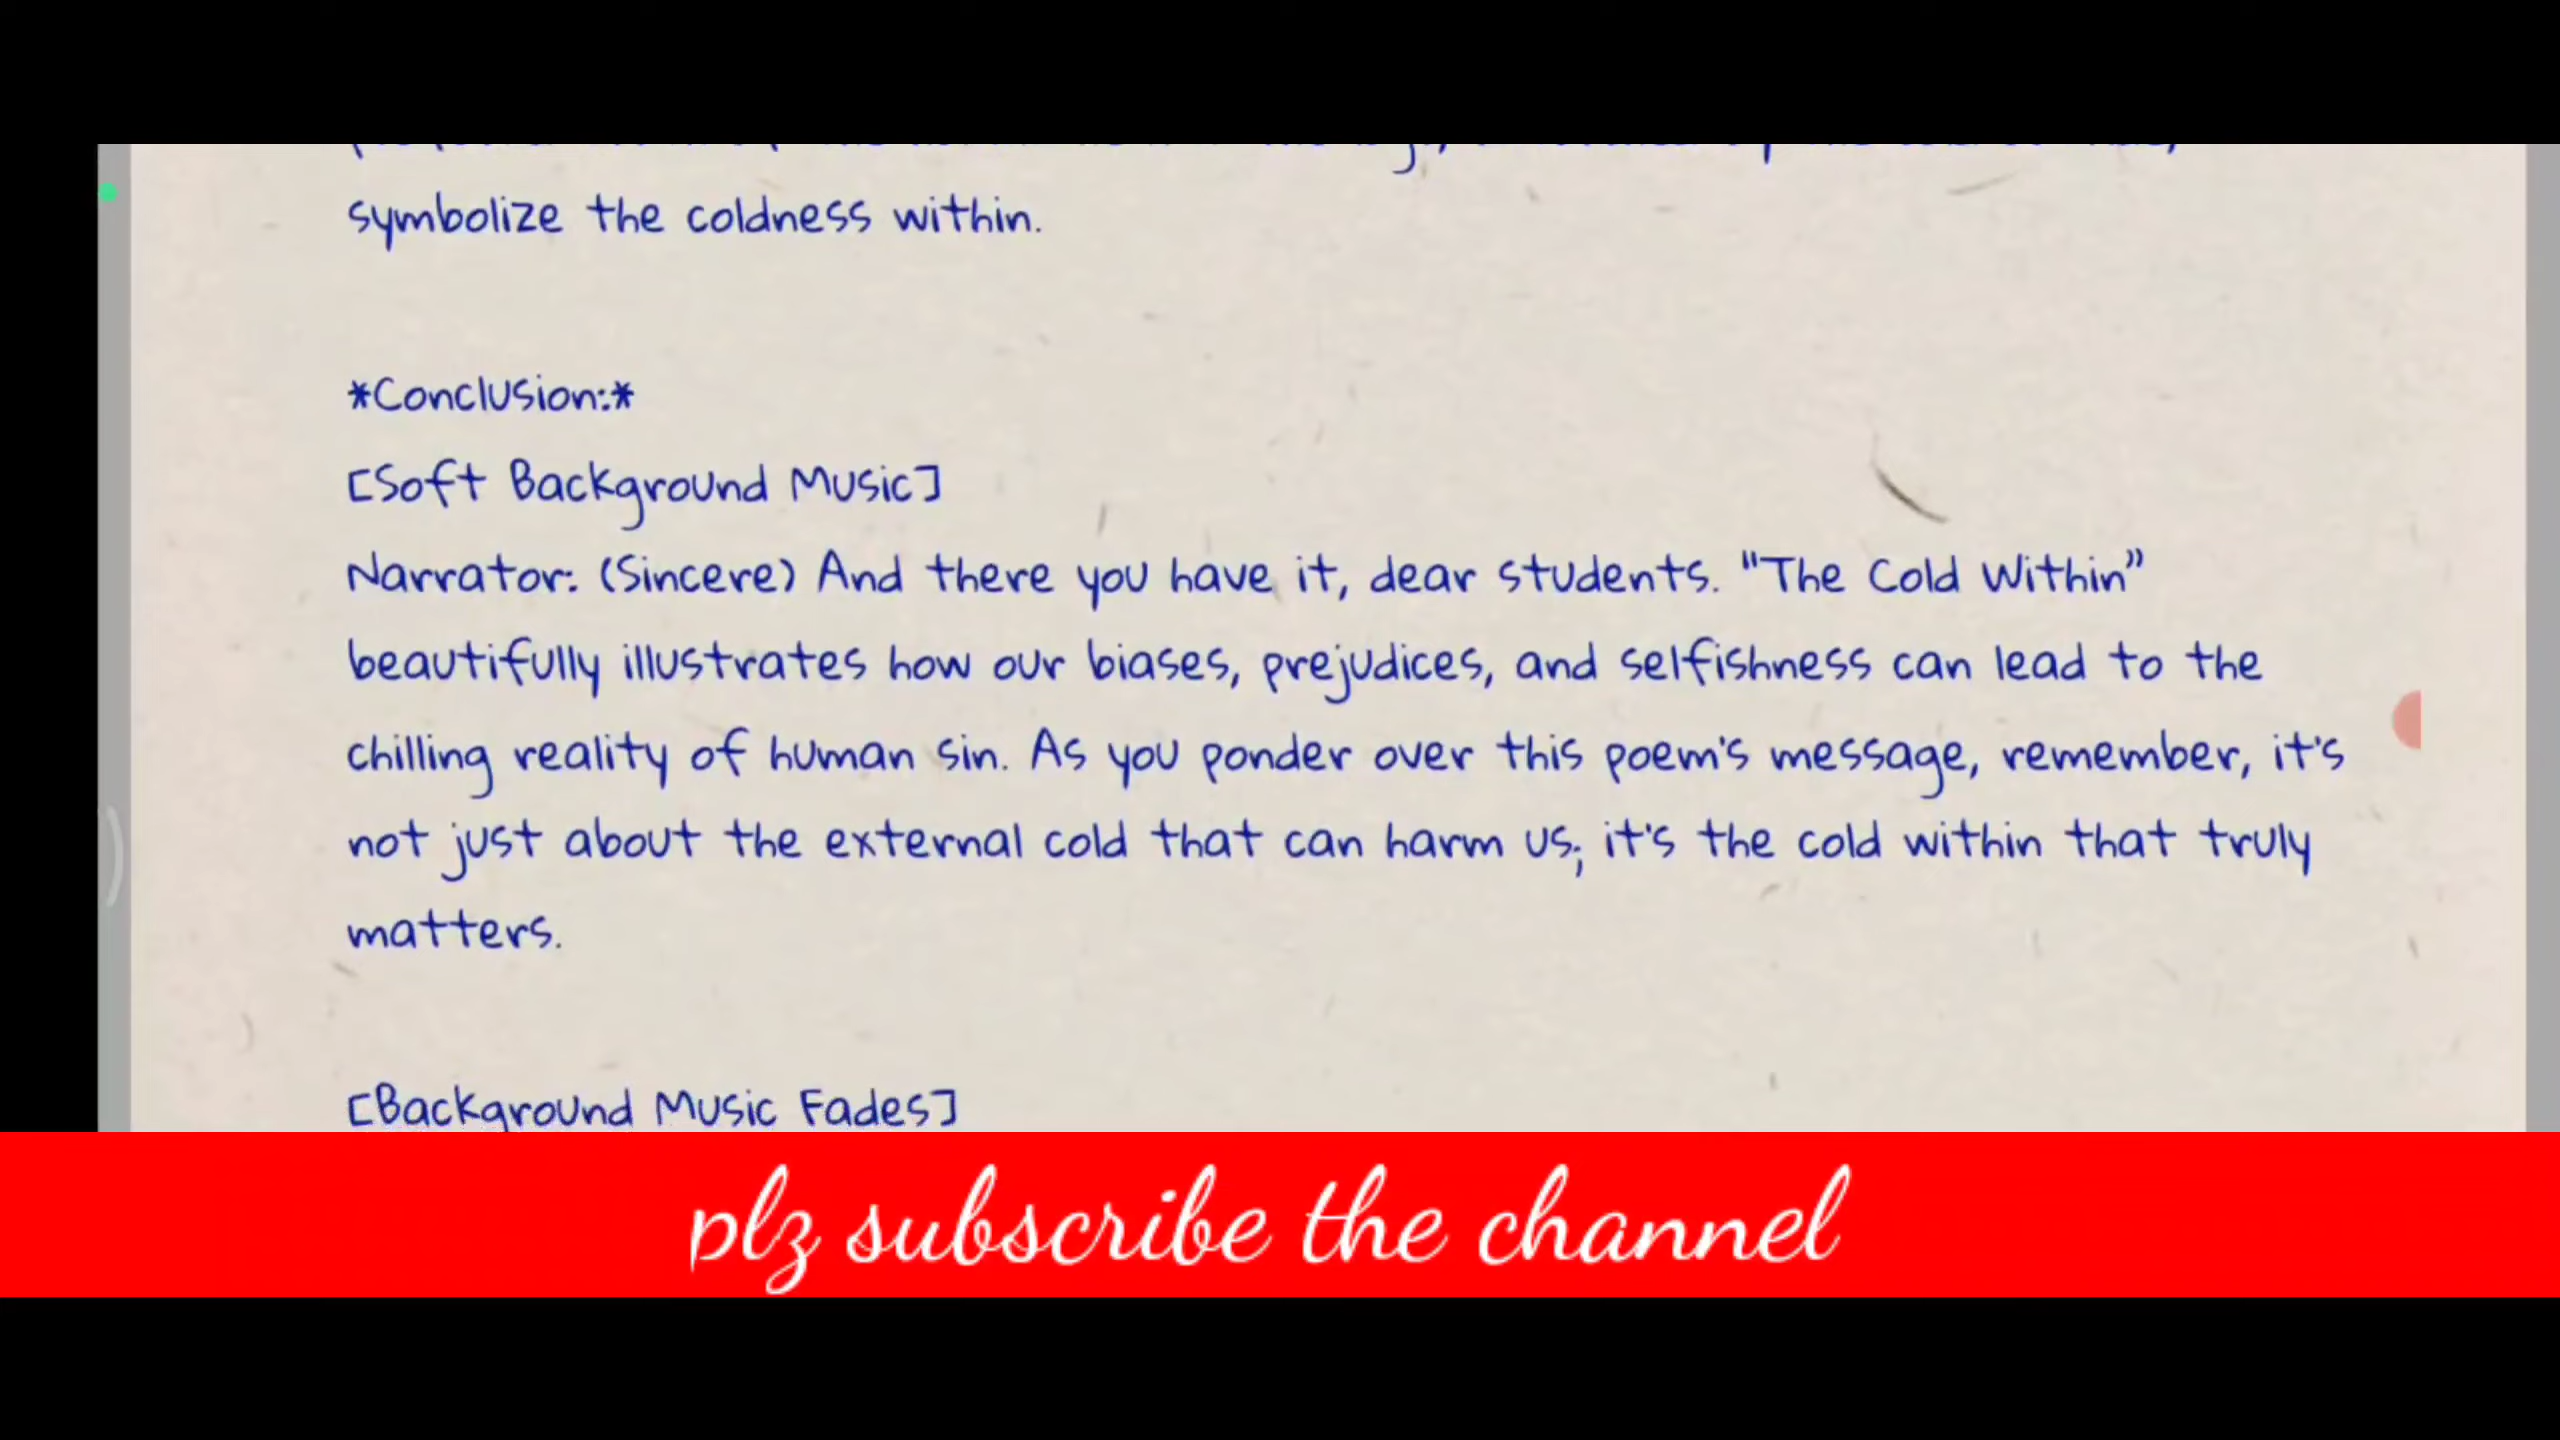 symbolize the coldness within.
*Conclusion:*
[Soft Background Music]
Narrator: (Sincere) And there you have it, dear students. "The Cold Within"
beautifully illustrates how our biases, prejudices, and selfishness can lead to the
chilling reality of human sin. As you ponder over this poem's message, remember, it's
not just about the external cold that can harm us; it's the cold within that truly
matters.
[Background Music Fades]
plz subscribe the channel